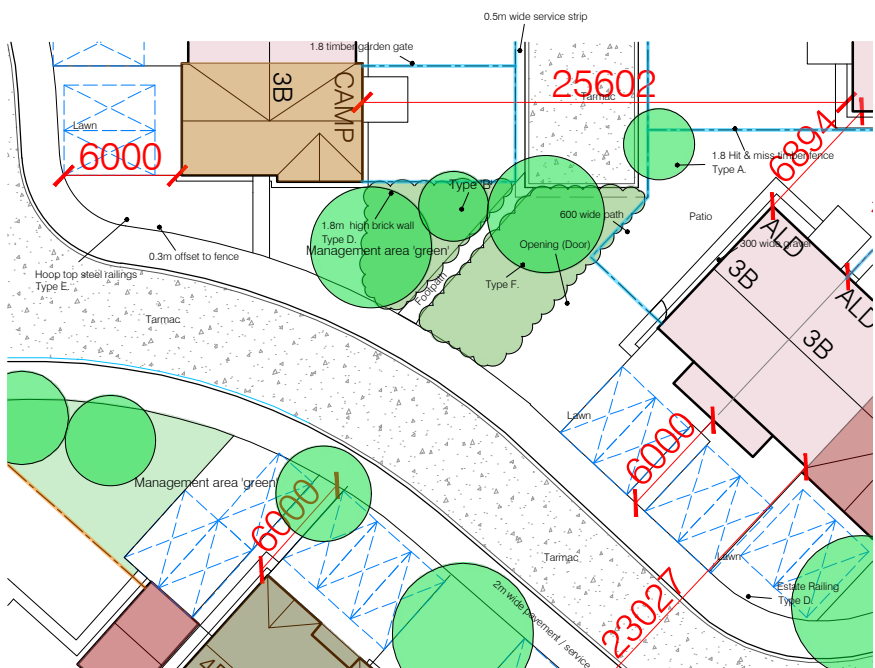 0.5m wide service strip
1.8 timber garden gate
3B
CAMP
25602
Tarmac
Lawn
6000
6894
1.8 Hit & miss timber fence
Type A.
Type 'B'
1.8m high brick wall
Type D.
Management area 'green'
600 wide path
Patio
Opening (Door)
300 wide gravel
ALD
3B
ALD
3B
0.3m offset to fence
Hoop top steel railings
Type E.
Type F.
Footpath
Tarmac
Lawn
6000
Management area 'green'
6000
Tarmac
Lawn
Estate Railing
Type D.
23027
2m wide pavement / service